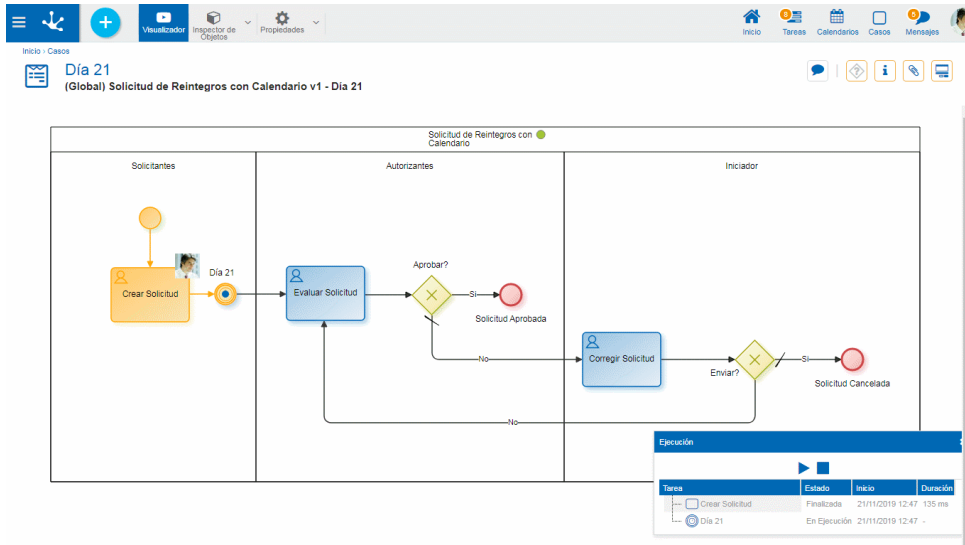 Visualizador
Inspector de
Objetos
Propiedades
Inicio
8
Tareas
Calendarios
Casos
5
Mensajes
Inicio › Casos
Día 21
(Global) Solicitud de Reintegros con Calendario v1 - Día 21
Solicitud de Reintegros con
Calendario
Solicitantes
Autorizantes
Iniciador
Crear Solicitud
Día 21
Evaluar Solicitud
Aprobar?
Si
Solicitud Aprobada
No
Corregir Solicitud
Enviar?
Si
Solicitud Cancelada
No
Ejecución
Tarea Estado Inicio Duración
Crear Solicitud Finalizada 21/11/2019 12:47 135 ms
Día 21 En Ejecución 21/11/2019 12:47 -